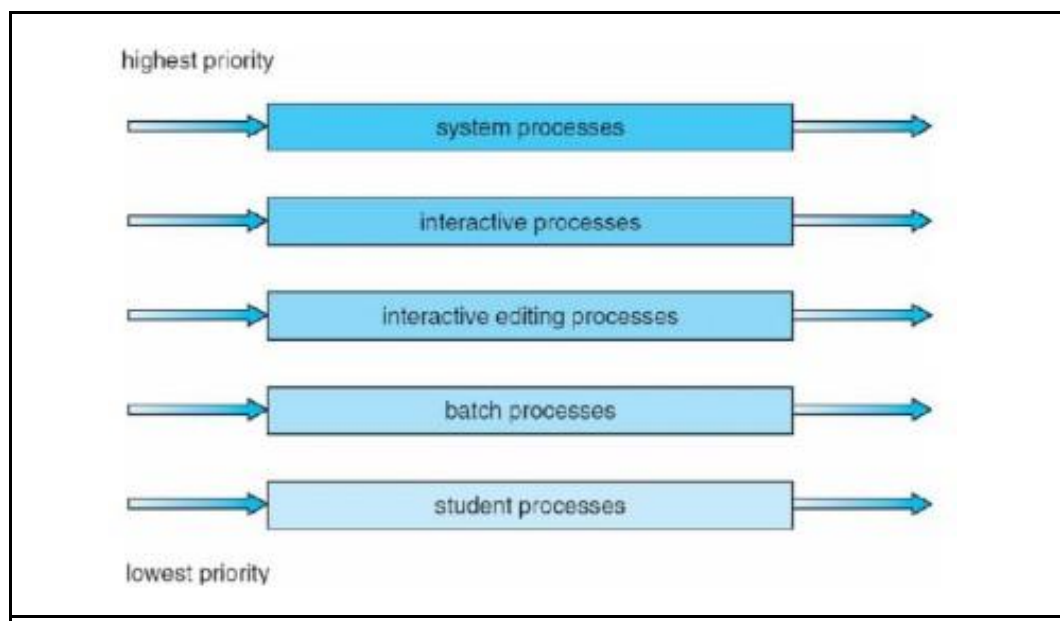 highest priority
system processes
interactive processes
interactive editing processes
batch processes
student processes
lowest priority